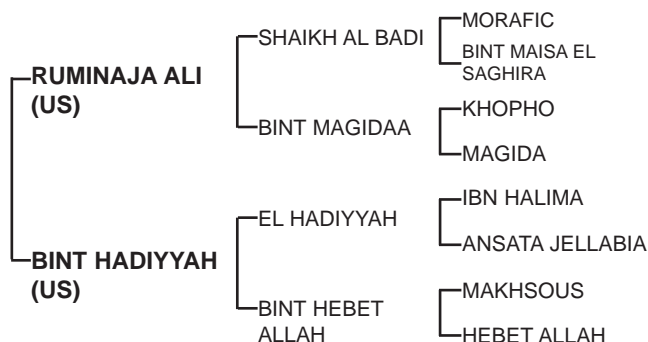 MORAFIC
SHAIKH AL BADI
BINT MAISA EL
SAGHIRA
RUMINAJA ALI
(US)
KHOPHO
BINT MAGIDAA
MAGIDA
IBN HALIMA
EL HADIYYAH
ANSATA JELLABIA
BINT HADIYYAH
(US)
MAKHSOUS
BINT HEBET
ALLAH
HEBET ALLAH